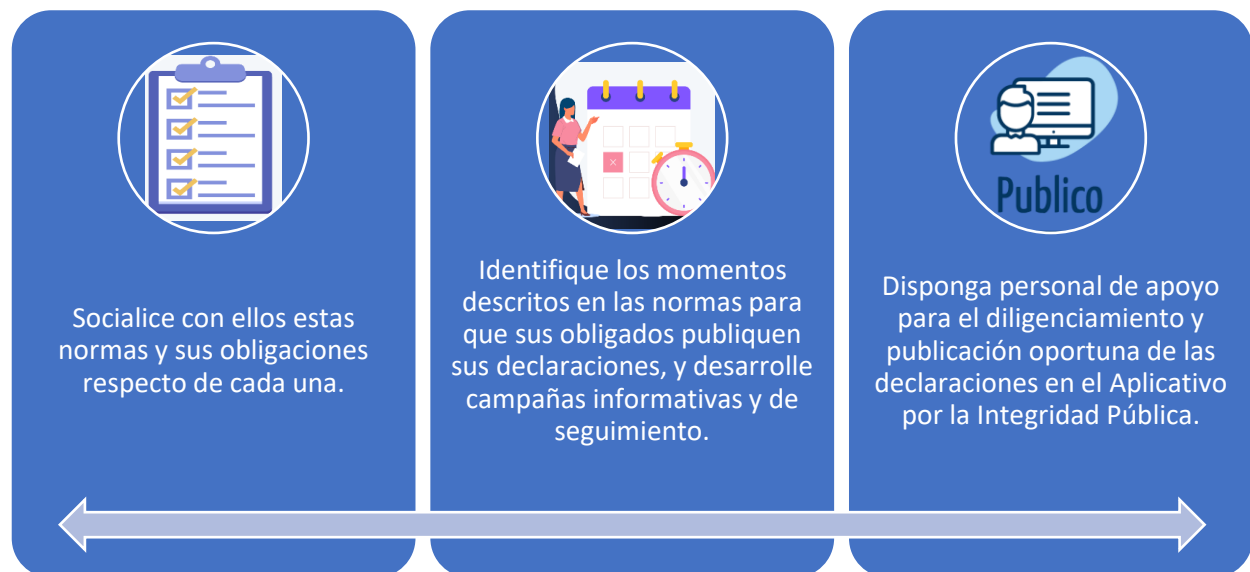 Socialice con ellos estas
normas y sus obligaciones
respecto de cada una.
Identifique los momentos
descritos en las normas para
que sus obligados publiquen
sus declaraciones, y desarrolle
campañas informativas y de
seguimiento.
Publico
Disponga personal de apoyo
para el diligenciamiento y
publicación oportuna de las
declaraciones en el Aplicativo
por la Integridad Pública.